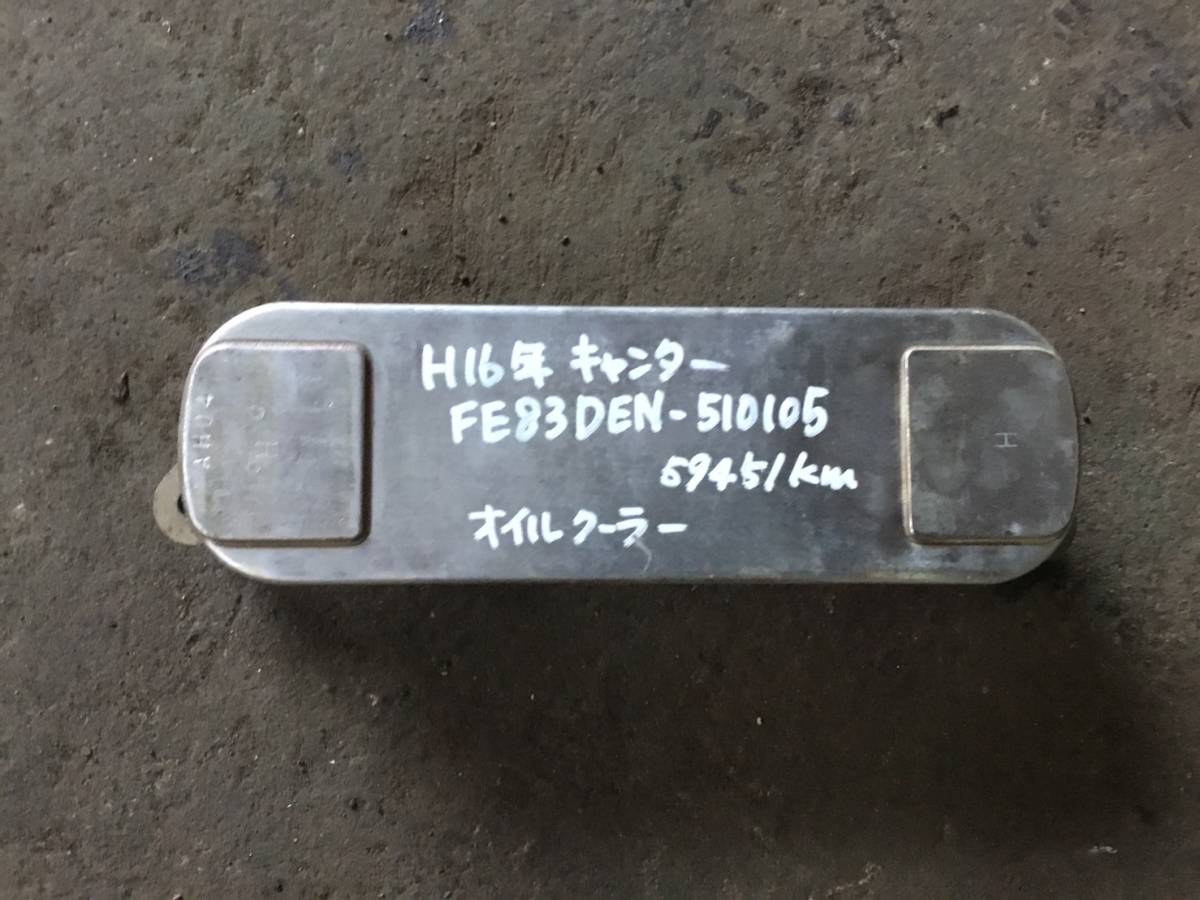 H16年 キャンター
FE83DEN-510105
59451km
オイルクーラー
AH04
H